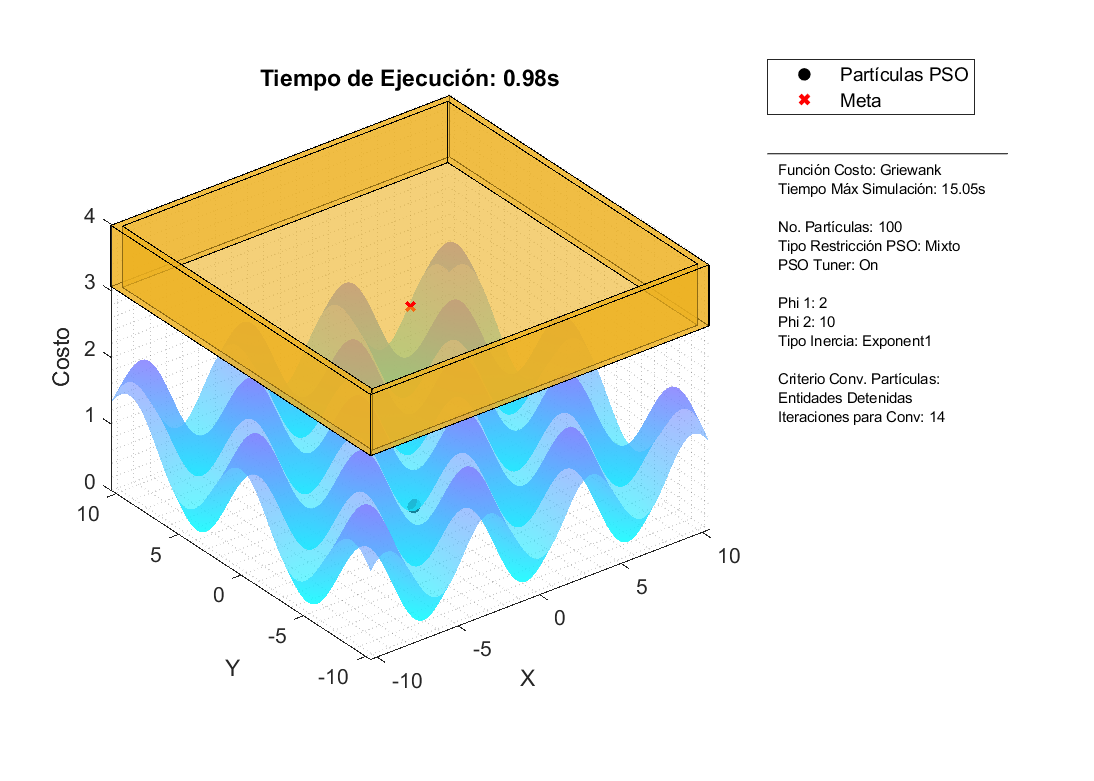 Tiempo de Ejecución: 0.98s
Partículas PSO
Meta
Función Costo: Griewank
Tiempo Máx Simulación: 15.05s
No. Partículas: 100
Tipo Restricción PSO: Mixto
PSO Tuner: On
Phi 1: 2
Phi 2: 10
Tipo Inercia: Exponent1
Criterio Conv. Partículas:
Entidades Detenidas
Iteraciones para Conv: 14
Costo
4
3
2
1
0
10
5
0
-5
-10
Y
-10
-5
0
5
10
X